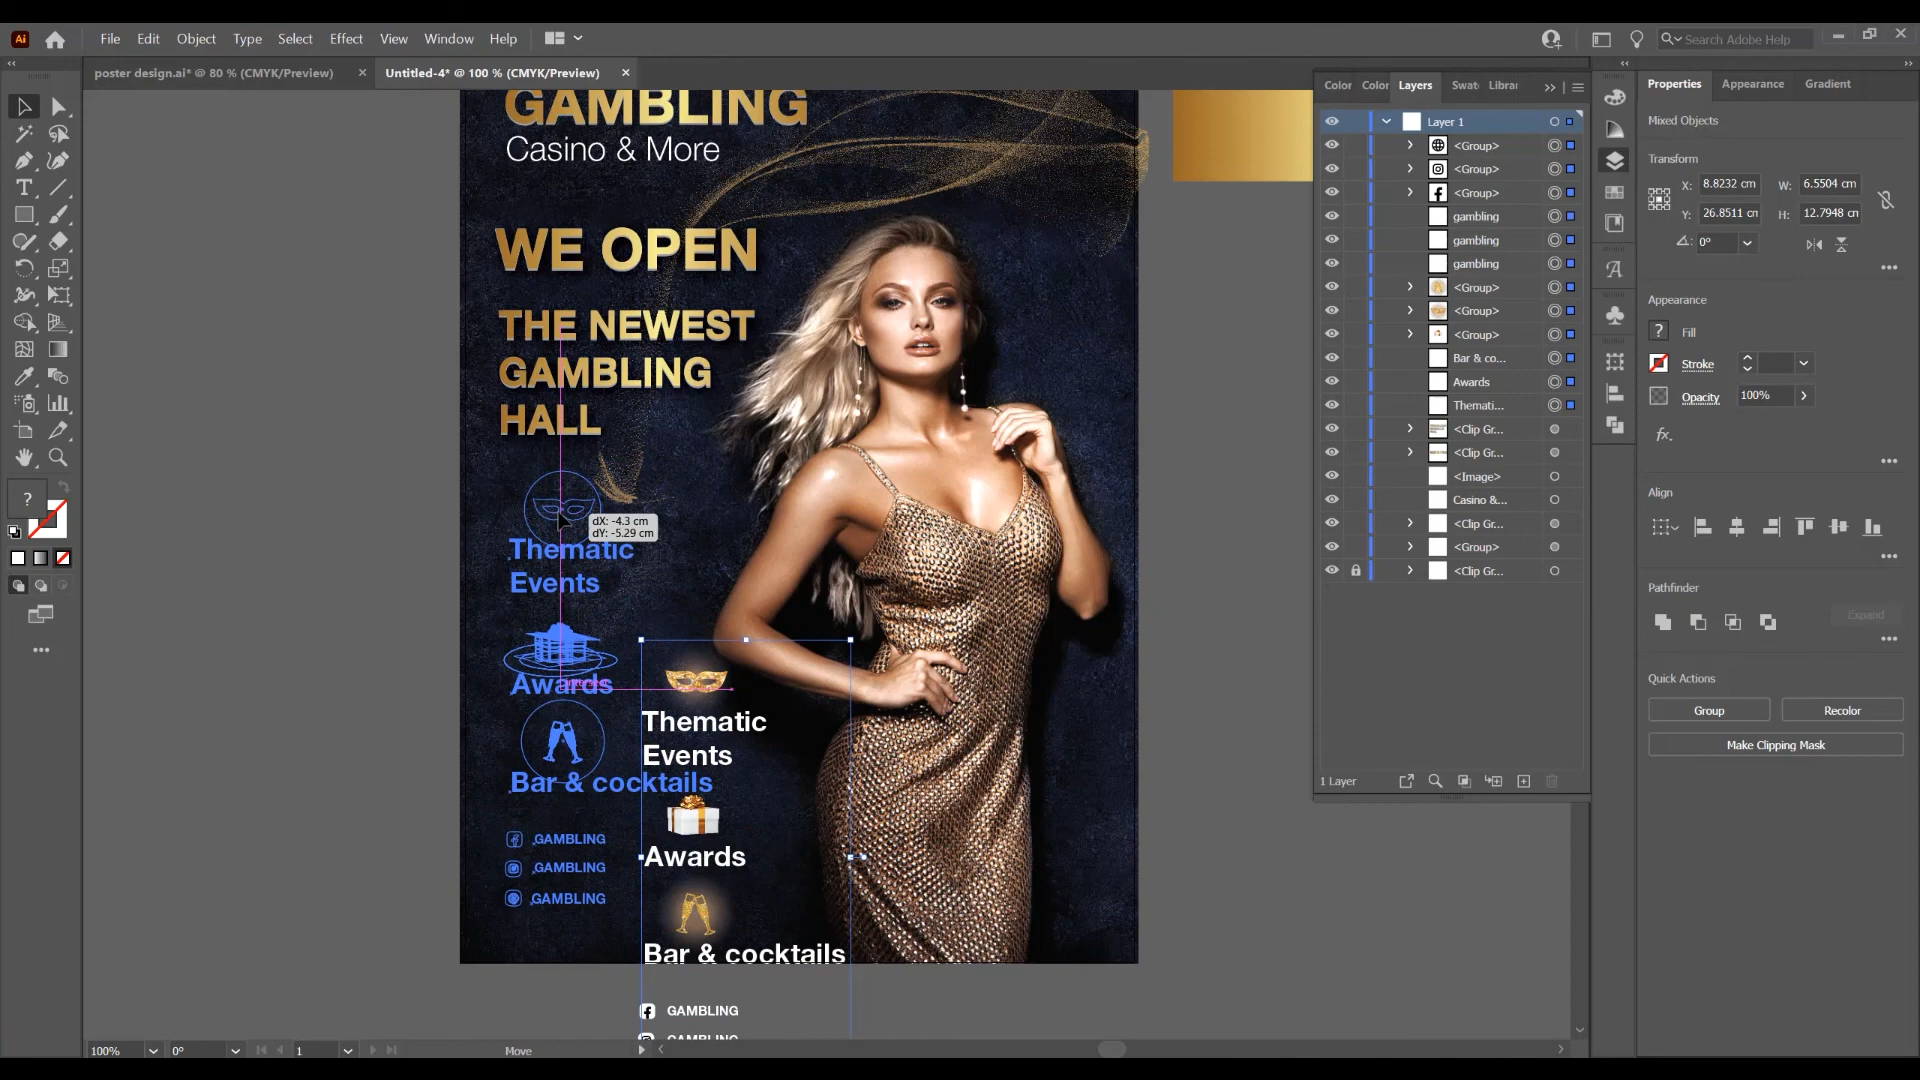 Ai
File Edit Object Type Select Effect View Window Help
Search Adobe Help
poster design.ai* @ 80 % (CMYK/Preview)
Untitled-4* @ 100 % (CMYK/Preview)
GAMBLING
Casino & More
WE OPEN
THE NEWEST
GAMBLING
HALL
dX: -4.3 cm
dY: -5.29 cm
Thematic
Events
Awards
Bar & cocktails
GAMBLING
GAMBLING
GAMBLING
Thematic
Events
Awards
Bar & cocktails
GAMBLING
GAMBLING
100%
0°
1
Move
Color Color Layers Swat Librar
Layer 1
<Group>
<Group>
<Group>
gambling
gambling
gambling
<Group>
<Group>
<Group>
Bar & co...
Awards
Themati...
<Clip Gr...
<Clip Gr...
<Image>
Casino &...
<Clip Gr...
<Group>
<Clip Gr...
1 Layer
Properties Appearance Gradient
Mixed Objects
Transform
X: 8.8232 cm W: 6.5504 cm
Y: 26.8511 cm H: 12.7948 cm
0°
Appearance
? Fill
Stroke
Opacity 100%
fx.
Align
Pathfinder
Expand
Quick Actions
Group Recolor
Make Clipping Mask